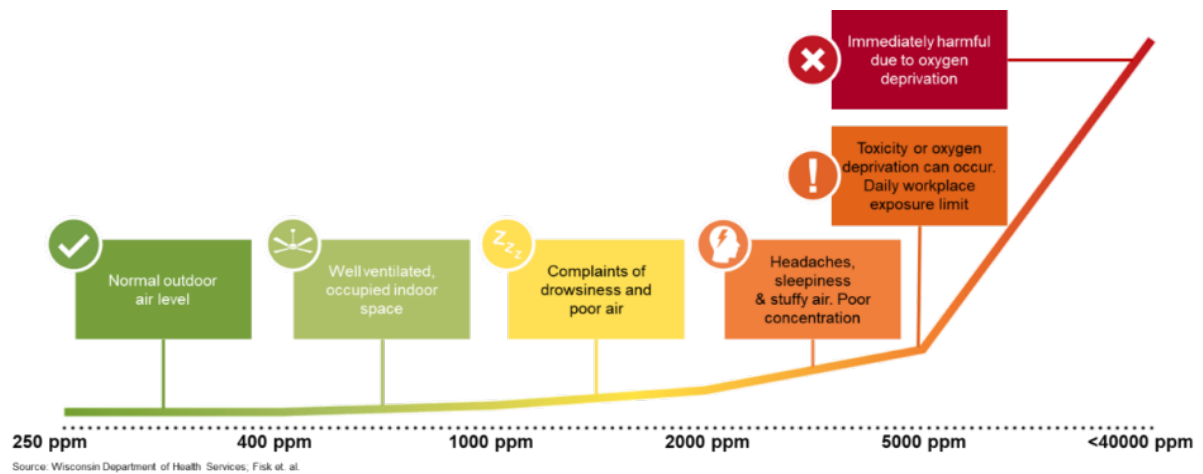 Immediately harmful
due to oxygen
deprivation
Toxicity or oxygen
deprivation can occur.
Daily workplace
exposure limit
Normal outdoor
air level
Well ventilated,
occupied indoor
space
zzz
Complaints of
drowsiness and
poor air
Headaches,
sleepiness
& stuffy air. Poor
concentration
250 ppm
400 ppm
1000 ppm
2000 ppm
5000 ppm
<40000 ppm
Source: Wisconsin Department of Health Services; Fisk et. al.